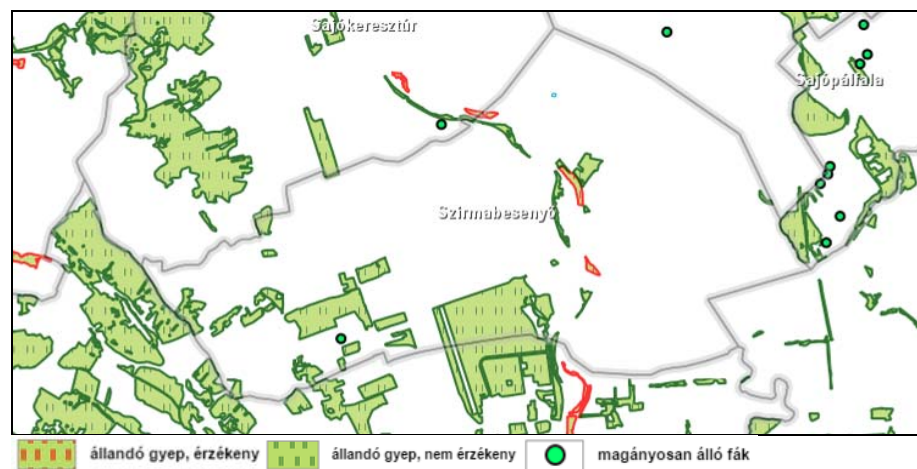 Sajókeresztúr
Sajópálfala
Szirmabesenyő
állandó gyep, érzékeny
állandó gyep, nem érzékeny
magányosan álló fák